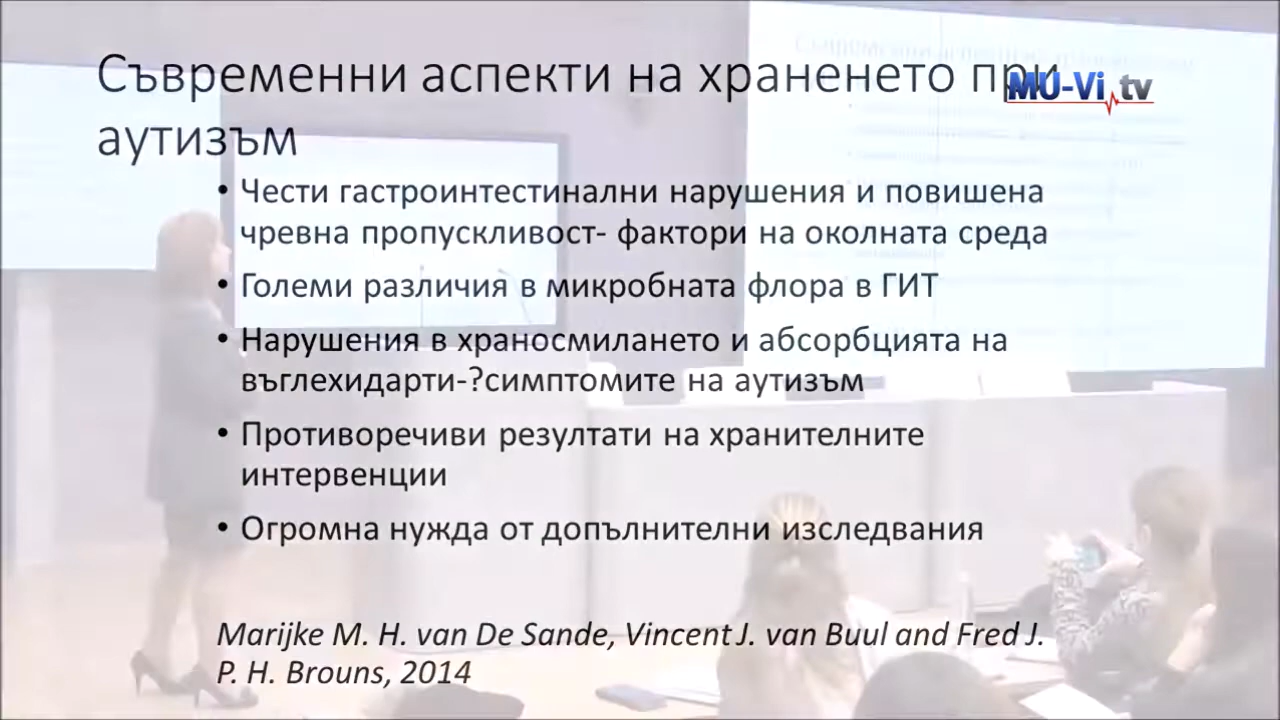 Съвременни аспекти на храненето при
аутизъм
MU-Vi.tv
• Чести гастроинтестинални нарушения и повишена
чревна пропускливост- фактори на околната среда
• Големи различия в микробната флора в ГИТ
• Нарушения в храносмилането и абсорбцията на
въглехидарти-?симптомите на аутизъм
• Противоречиви резултати на хранителните
интервенции
• Огромна нужда от допълнителни изследвания
Marijke M. H. van De Sande, Vincent J. van Buul and Fred J.
P. H. Brouns, 2014